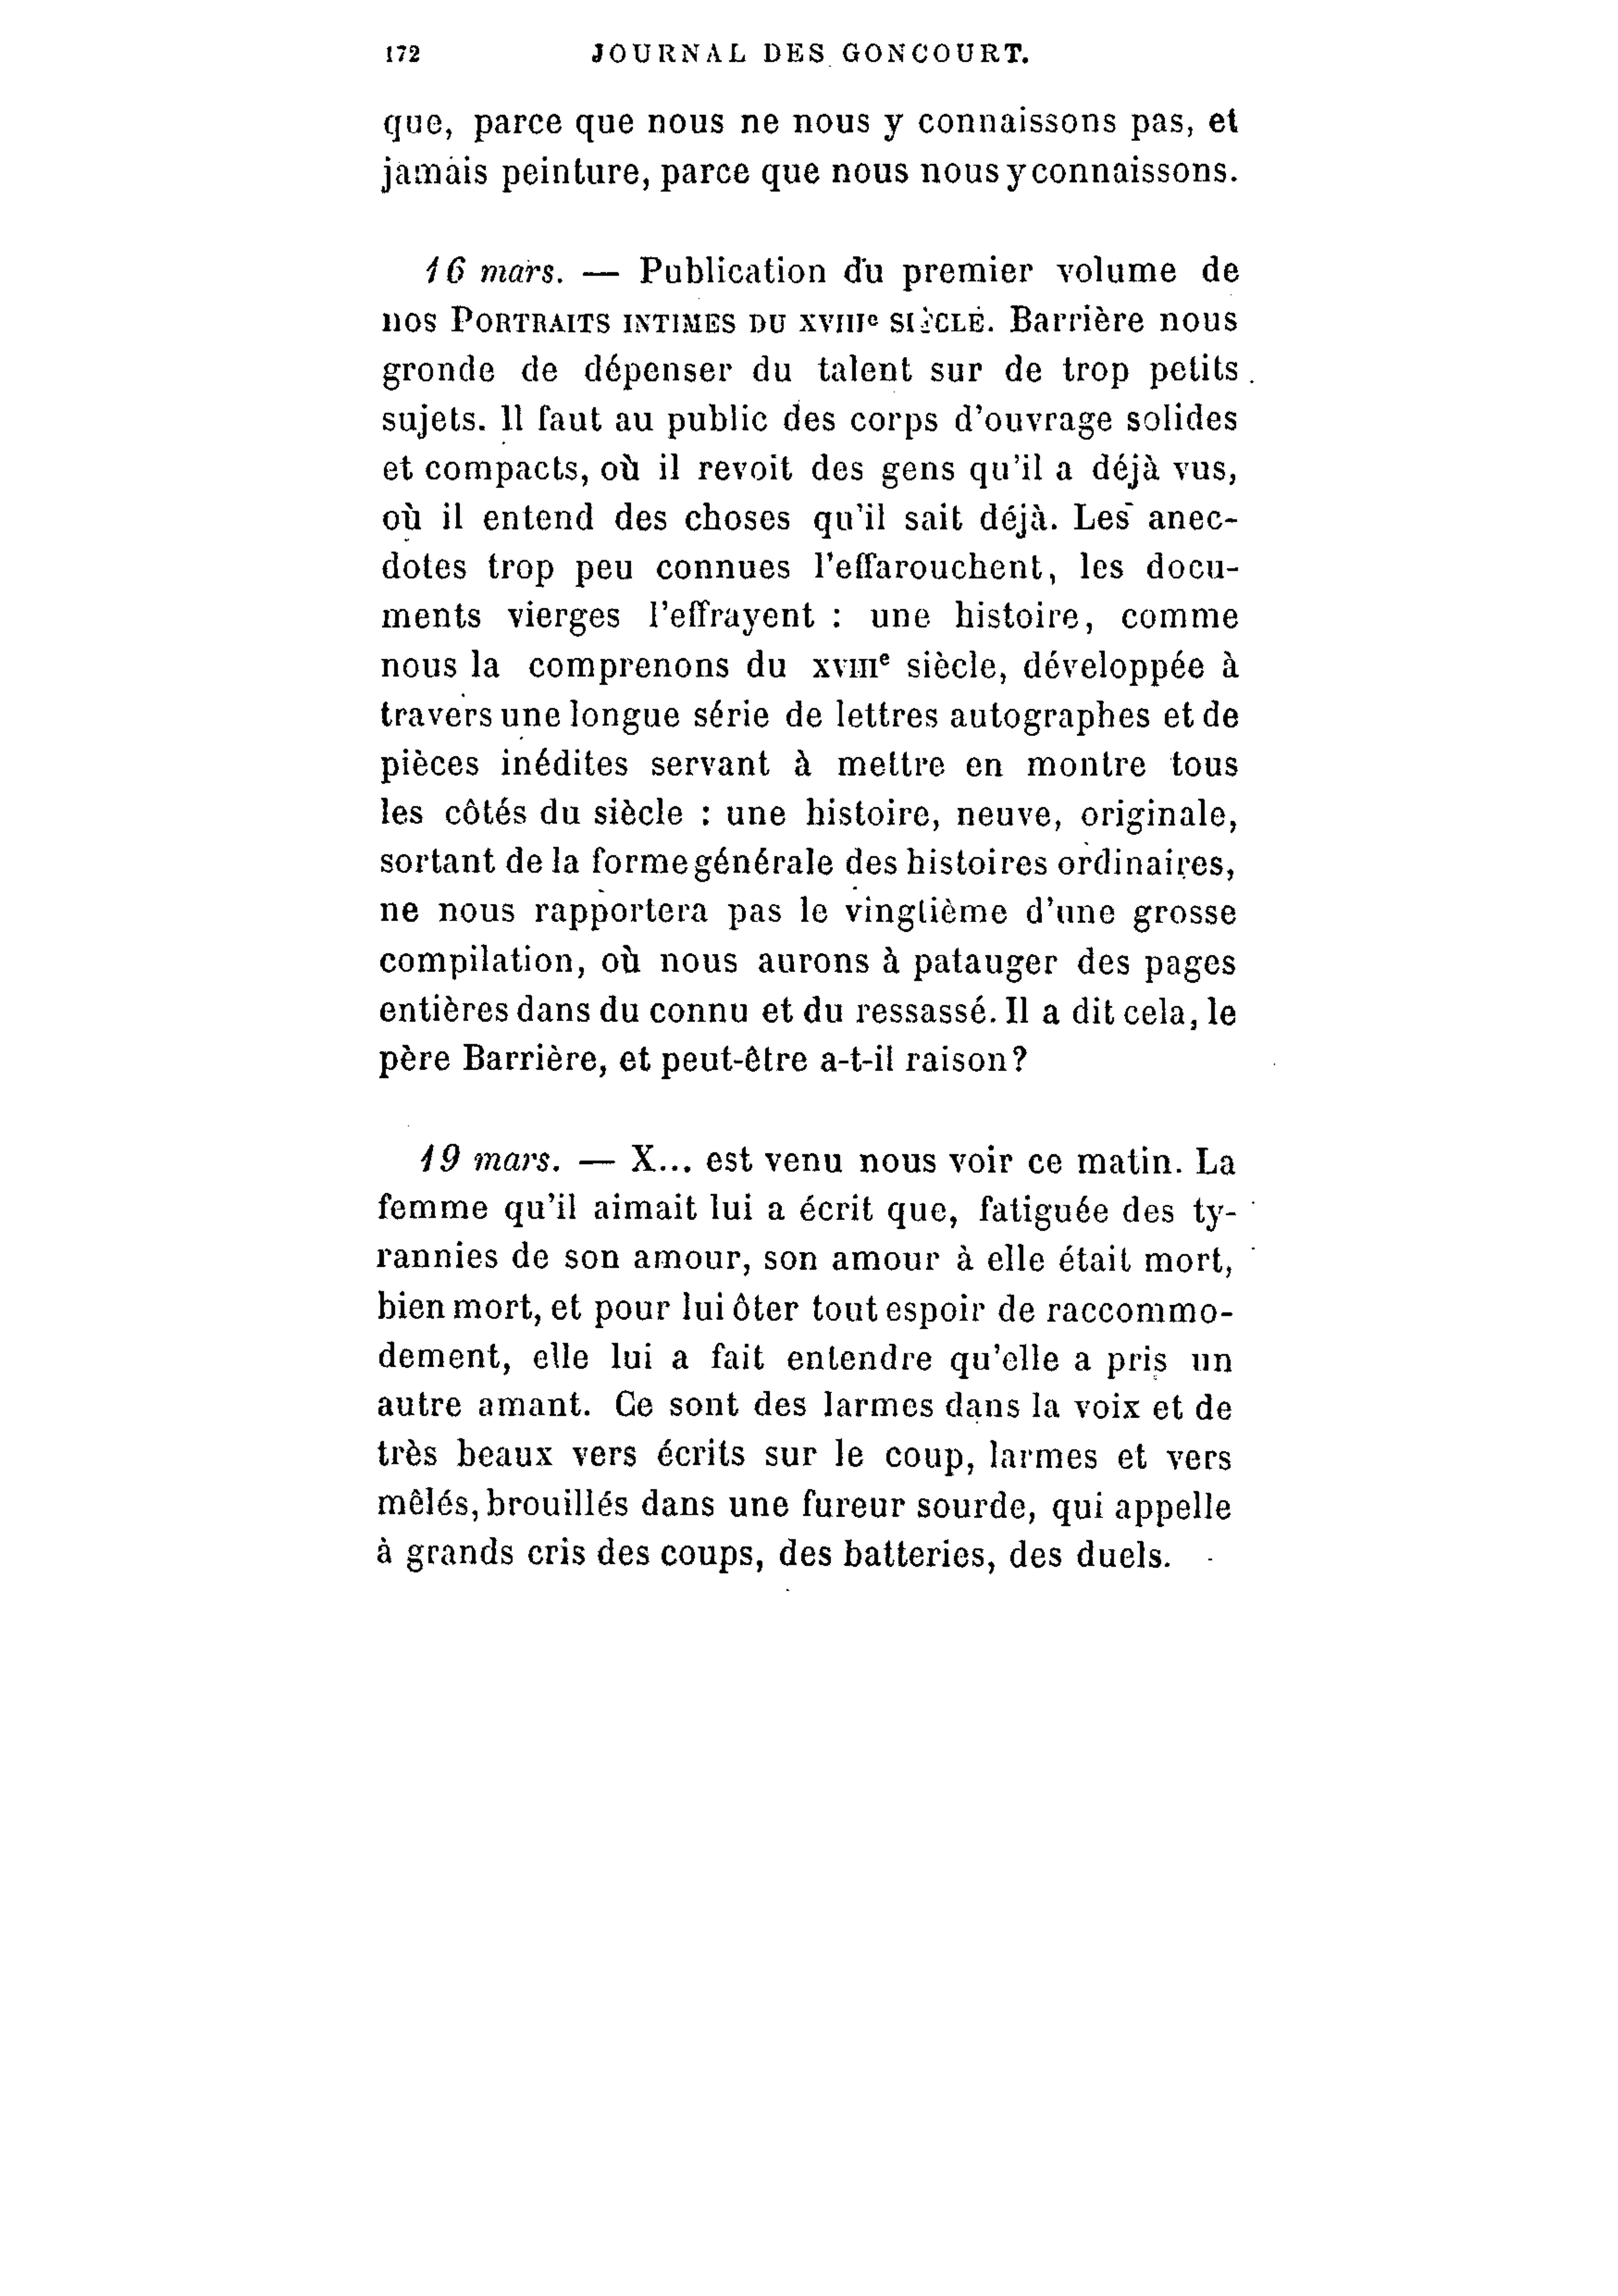 172 JOURNAL DES GONCOURT.
que, parce que nous ne nous y connaissons pas, et
jamais peinture, parce que nous nous y connaissons.
16 mars. — Publication du premier volume de
nos PORTRAITS INTIMES DU XVIIIe SIÈCLE. Barrière nous
gronde de dépenser du talent sur de trop petits
sujets. Il faut au public des corps d'ouvrage solides
et compacts, où il revoit des gens qu'il a déjà vus,
où il entend des choses qu'il sait déjà. Les anec-
dotes trop peu connues l'effarouchent, les docu-
ments vierges l'effrayent : une histoire, comme
nous la comprenons du XVIIIe siècle, développée à
travers une longue série de lettres autographes et de
pièces inédites servant à mettre en montre tous
les côtés du siècle : une histoire, neuve, originale,
sortant de la forme générale des histoires ordinaires,
ne nous rapportera pas le vingtième d'une grosse
compilation, où nous aurons à patauger des pages
entières dans du connu et du ressassé. Il a dit cela, le
père Barrière, et peut-être a-t-il raison?
19 mars. — X... est venu nous voir ce matin. La
femme qu'il aimait lui a écrit que, fatiguée des ty-
rannies de son amour, son amour à elle était mort,
bien mort, et pour lui ôter tout espoir de raccommo-
dement, elle lui a fait entendre qu'elle a pris un
autre amant. Ce sont des larmes dans la voix et de
très beaux vers écrits sur le coup, larmes et vers
mêlés, brouillés dans une fureur sourde, qui appelle
à grands cris des coups, des batteries, des duels.